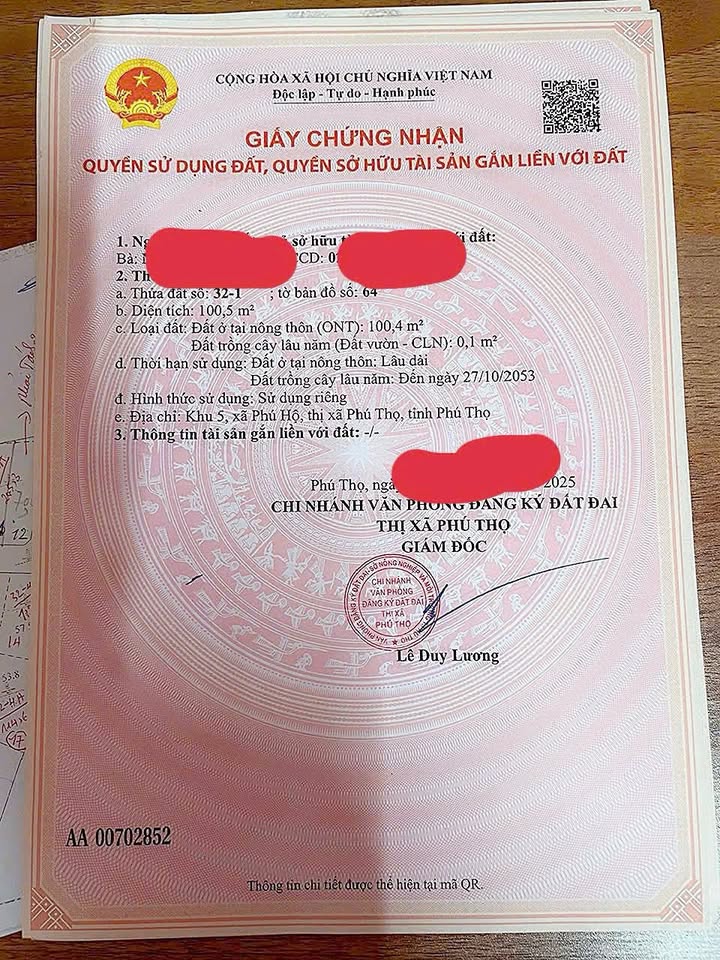 CỘNG HÒA XÃ HỘI CHỦ NGHĨA VIỆT NAM
Độc lập - Tự do - Hạnh phúc
GIẤY CHỨNG NHẬN
QUYỀN SỬ DỤNG ĐẤT, QUYỀN SỞ HỮU TÀI SẢN GẮN LIỀN VỚI ĐẤT
1. sở hữu đất:
Bà:
2.
a. Thửa đất số: 32-1 ; tờ bản đồ số: 64
b. Diện tích: 100,5 m²
c. Loại đất: Đất ở tại nông thôn (ONT): 100,4 m²
Đất trồng cây lâu năm (Đất vườn - CLN): 0,1 m²
d. Thời hạn sử dụng: Đất ở tại nông thôn: Lâu dài
Đất trồng cây lâu năm: Đến ngày 27/10/2053
đ. Hình thức sử dụng: Sử dụng riêng
e. Địa chỉ: Khu 5, xã Phú Hộ, thị xã Phú Thọ, tỉnh Phú Thọ
3. Thông tin tài sản gắn liền với đất: -/-
Phú Thọ, 2025
CHI NHÁNH VĂN PHÒNG ĐĂNG KÝ ĐẤT ĐAI
THỊ XÃ PHÚ THỌ
GIÁM ĐỐC
CHI NHÁNH
VĂN PHÒNG
ĐĂNG KÝ ĐẤT ĐAI
THỊ XÃ
PHÚ THỌ
Lê Duy Lương
AA 00702852
Thông tin chi tiết được thể hiện tại mã QR.